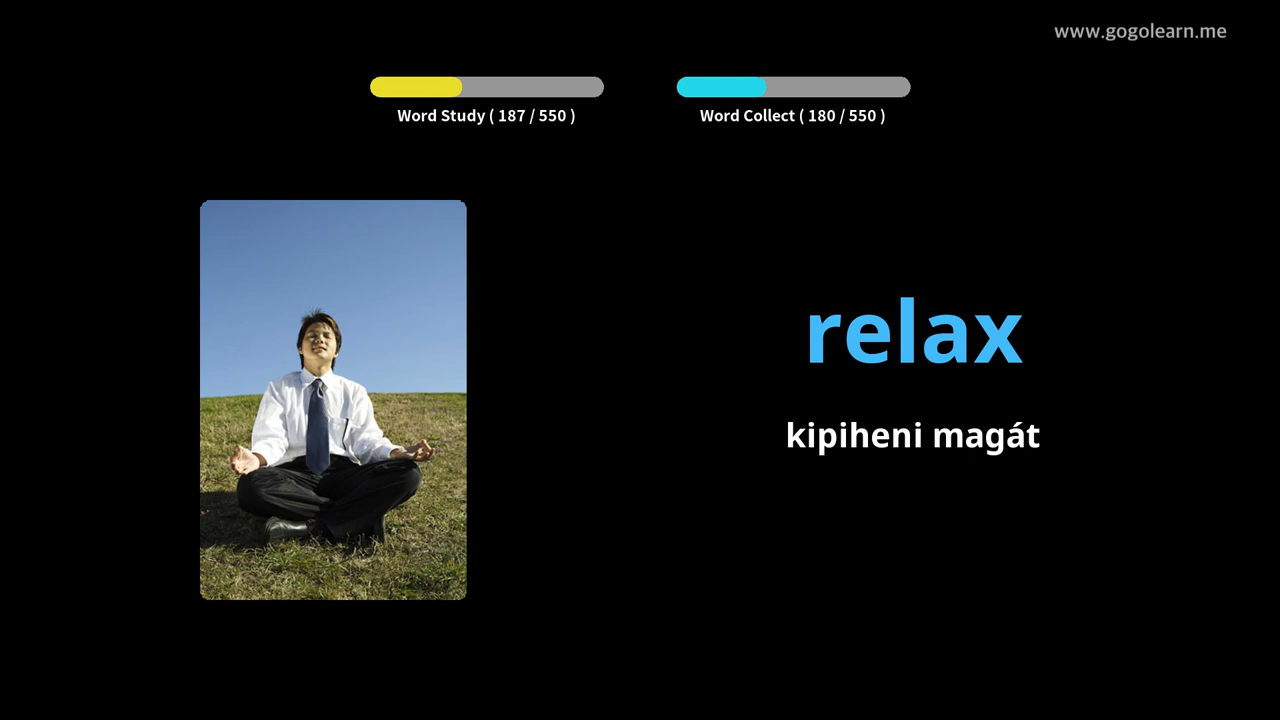 www.gogolearn.me
Word Study ( 187 / 550 )
Word Collect ( 180 / 550 )
relax
kipiheni magát